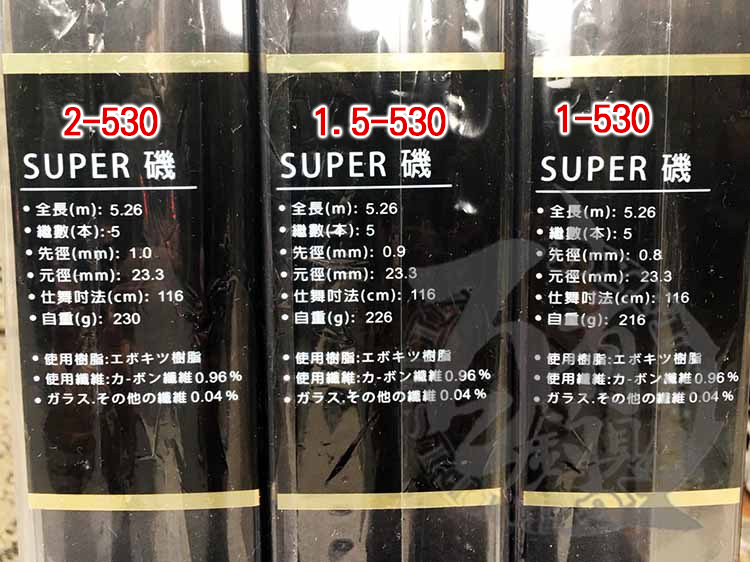 2-530
SUPER 磯
• 全長(m): 5.26
• 繼數(本): 5
• 先徑(mm): 1.0
• 元徑(mm): 23.3
• 仕舞吋法(cm): 116
• 自重(g): 230
• 使用樹脂:エボキツ樹脂
• 使用纖維:カ-ボン纖維0.96%
• ガラス.その他の纖維0.04%
1.5-530
SUPER 磯
• 全長(m): 5.26
• 繼數(本): 5
• 先徑(mm): 0.9
• 元徑(mm): 23.3
• 仕舞吋法(cm): 116
• 自重(g): 226
• 使用樹脂:エボキツ樹脂
• 使用纖維:カ-ボン纖維0.96%
• ガラス.その他の纖維0.04%
1-530
SUPER 磯
• 全長(m): 5.26
• 繼數(本): 5
• 先徑(mm): 0.8
• 元徑(mm): 23.3
• 仕舞吋法(cm): 116
• 自重(g): 216
• 使用樹脂:エボキツ樹脂
• 使用纖維:カ-ボン纖維0.96%
• ガラス.その他の纖維0.04%